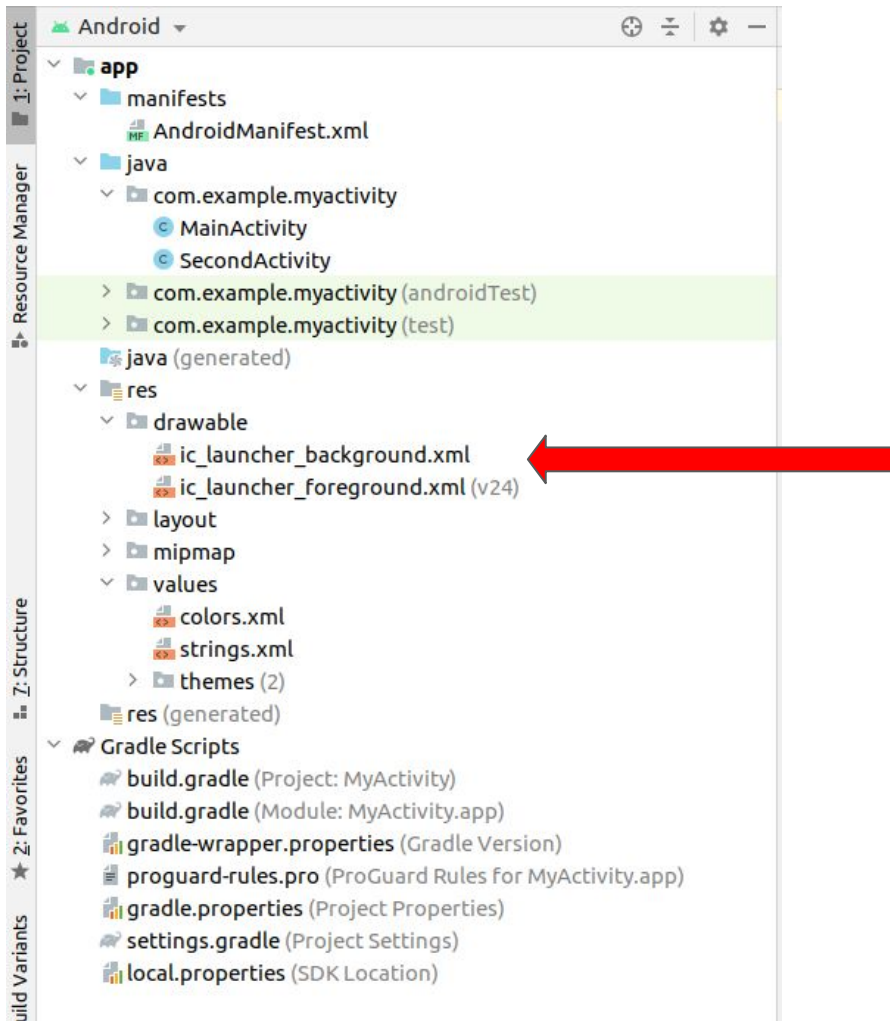 Android
app
manifests
MF AndroidManifest.xml
java
com.example.myactivity
C MainActivity
C SecondActivity
com.example.myactivity (androidTest)
com.example.myactivity (test)
java (generated)
res
drawable
ic_launcher_background.xml
ic_launcher_foreground.xml (v24)
layout
mipmap
values
colors.xml
strings.xml
themes (2)
res (generated)
Gradle Scripts
build.gradle (Project: MyActivity)
build.gradle (Module: MyActivity.app)
gradle-wrapper.properties (Gradle Version)
proguard-rules.pro (ProGuard Rules for MyActivity.app)
gradle.properties (Project Properties)
settings.gradle (Project Settings)
local.properties (SDK Location)
1: Project
Resource Manager
7: Structure
2: Favorites
uild Variants